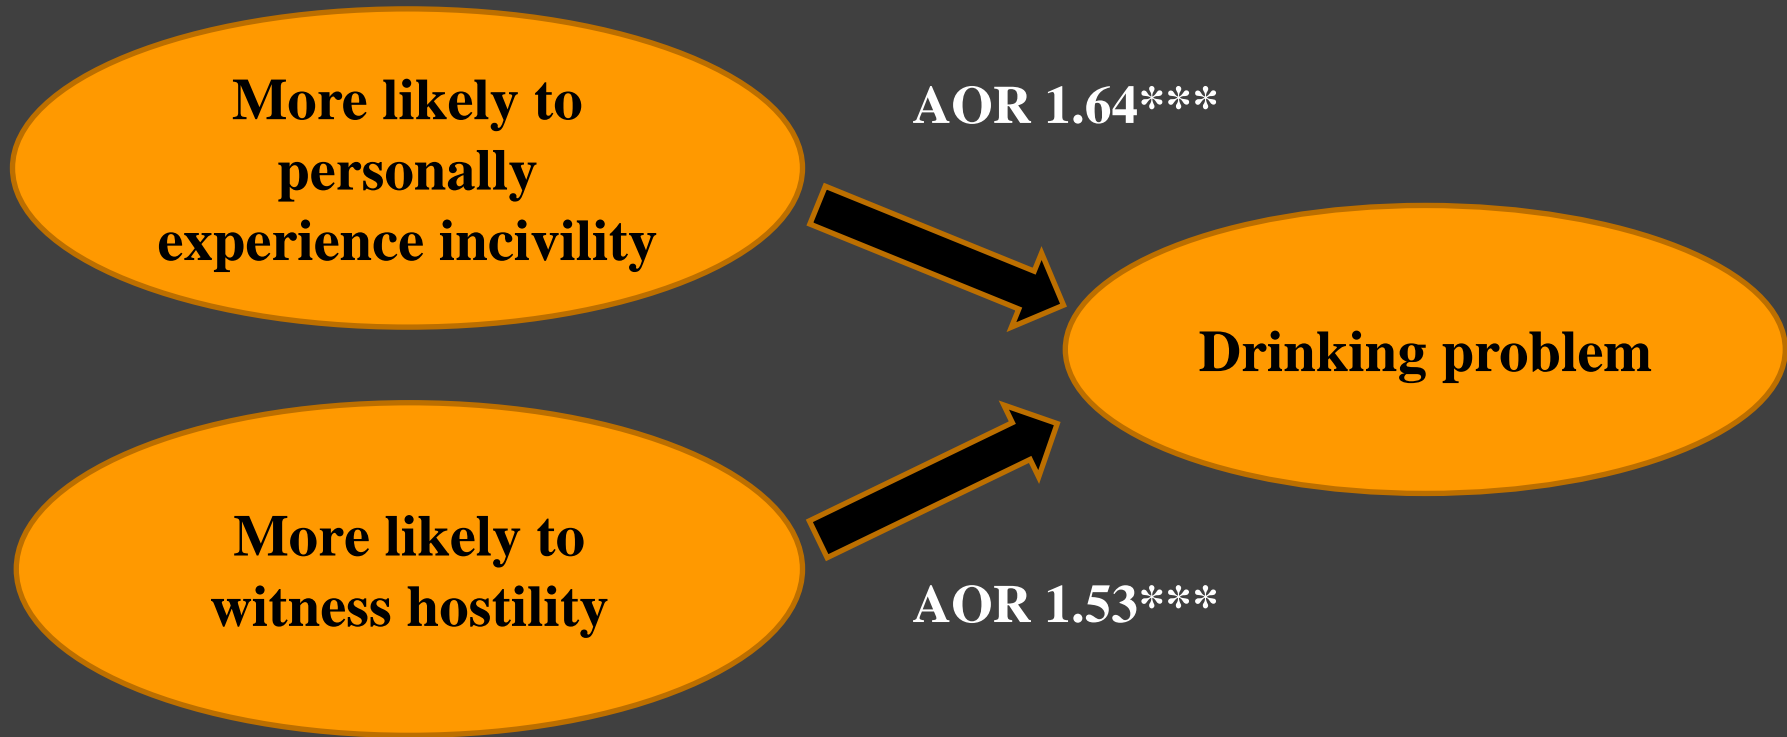 More likely to
personally
experience incivility
AOR 1.64***
Drinking problem
More likely to
witness hostility
AOR 1.53***